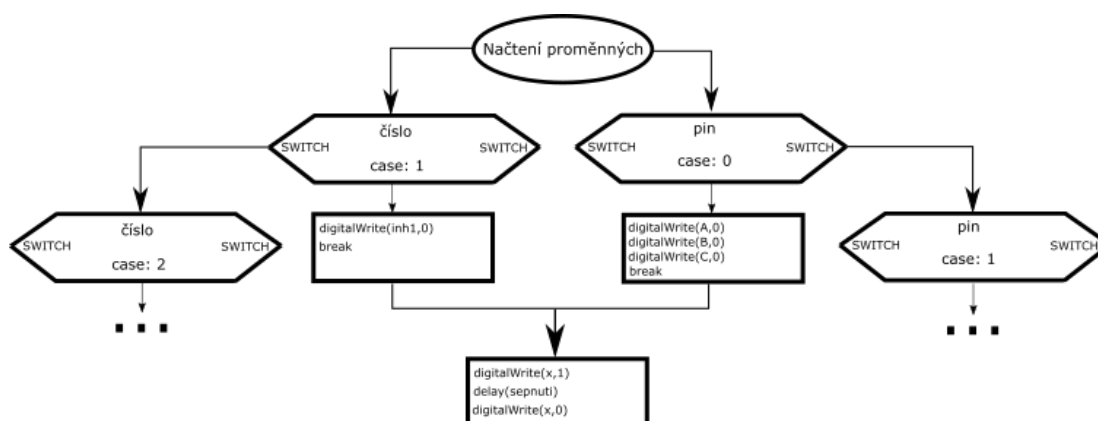 Načtení proměnných
číslo
SWITCH SWITCH
case: 1
pin
SWITCH SWITCH
case: 0
číslo
SWITCH SWITCH
case: 2
digitalWrite(inh1,0)
break
digitalWrite(A,0)
digitalWrite(B,0)
digitalWrite(C,0)
break
pin
SWITCH SWITCH
case: 1
digitalWrite(x,1)
delay(sepnuti)
digitalWrite(x,0)